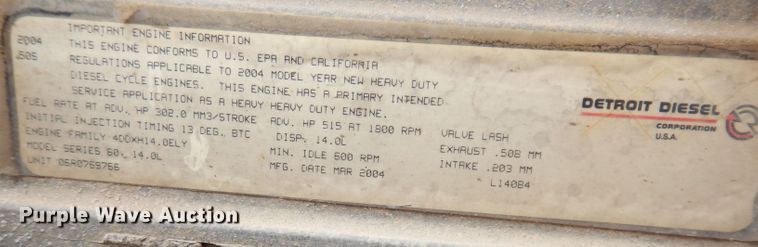 IMPORTANT ENGINE INFORMATION
2004 THIS ENGINE CONFORMS TO U.S. EPA AND CALIFORNIA
.505 REGULATIONS APPLICABLE TO 2004 MODEL YEAR NEW HEAVY DUTY
DIESEL CYCLE ENGINES. THIS ENGINE HAS A PRIMARY INTENDED
SERVICE APPLICATION AS A HEAVY HEAVY DUTY ENGINE.
FUEL RATE AT ADV. HP 302.0 MM3/STROKE ADV. HP 515 AT 1800 RPM VALVE LASH
INITIAL INJECTION TIMING 13 DEG. BTC DISP. 14.0L EXHAUST .508 MM
ENGINE FAMILY 4DDXH14.0ELY MIN. IDLE 600 RPM INTAKE .203 MM
MODEL SERIES 60, 14.0L MFG. DATE MAR 2004 L14084
UNIT 06R0769766
DETROIT DIESEL
CORPORATION
U.S.A.
Purple Wave Auction